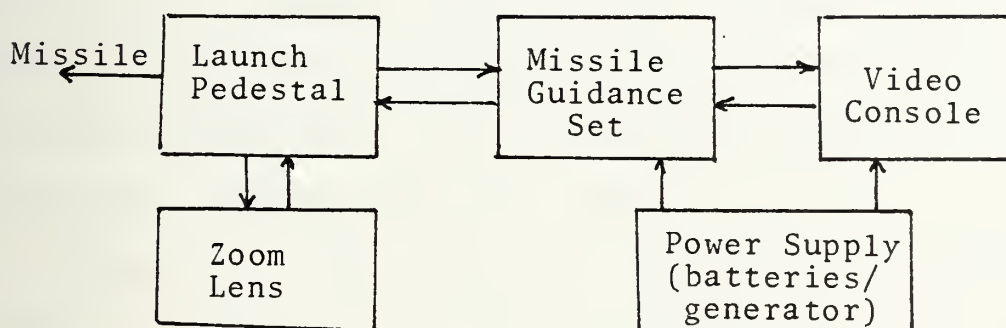 Missile
Launch
Pedestal
Missile
Guidance
Set
Video
Console
Zoom
Lens
Power Supply
(batteries/
generator)